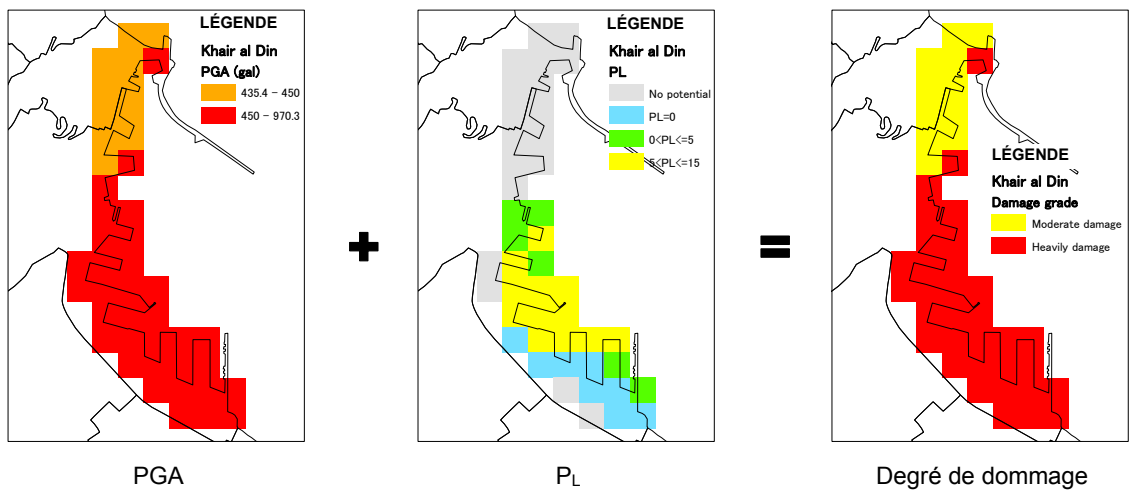 LÉGENDE
Khair al Din
PGA (gal)
435.4 - 450
450 - 970.3
LÉGENDE
Khair al Din
PL
No potential
PL=0
0<PL<=5
5<PL<=15
LÉGENDE
Khair al Din
Damage grade
Moderate damage
Heavily damage
+
=
PGA
PL
Degré de dommage